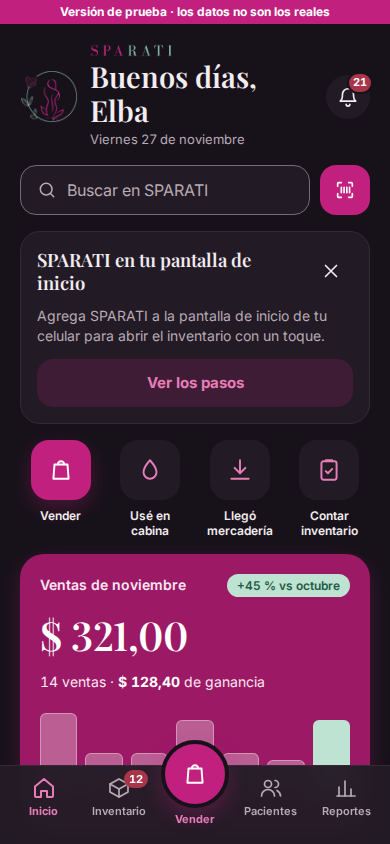 Versión de prueba · los datos no son los reales
SPARATI
Buenos días,
Elba
Viernes 27 de noviembre
21
Buscar en SPARATI
SPARATI en tu pantalla de
inicio
Agrega SPARATI a la pantalla de inicio de tu
celular para abrir el inventario con un toque.
Ver los pasos
Vender
Usé en
cabina
Llegó
mercadería
Contar
inventario
Ventas de noviembre
+45 % vs octubre
$ 321,00
14 ventas · $ 128,40 de ganancia
12
Inicio
Inventario
Vender
Pacientes
Reportes